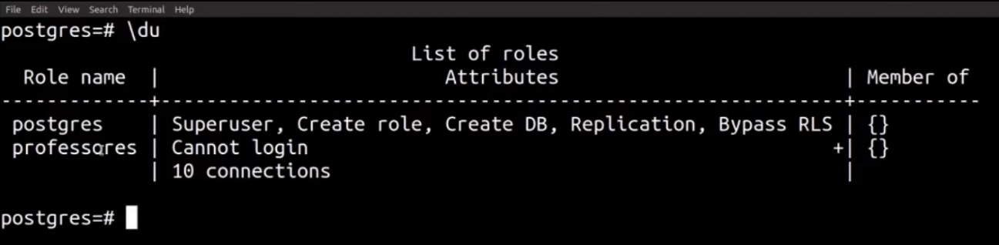 File Edit View Search Terminal Help
postgres=# \du
List of roles
Role name | Attributes | Member of
-------------+------------------------------------------------------------+-----------
postgres | Superuser, Create role, Create DB, Replication, Bypass RLS | {}
professores | Cannot login +| {}
| 10 connections |
postgres=#